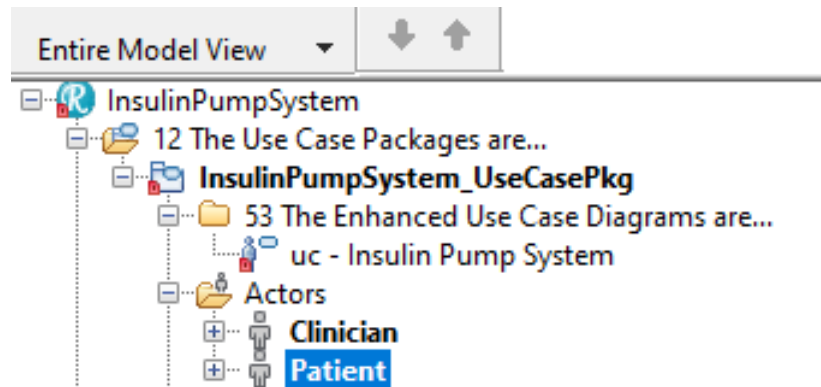 Entire Model View
InsulinPumpSystem
12 The Use Case Packages are...
InsulinPumpSystem_UseCasePkg
53 The Enhanced Use Case Diagrams are...
uc - Insulin Pump System
Actors
Clinician
Patient